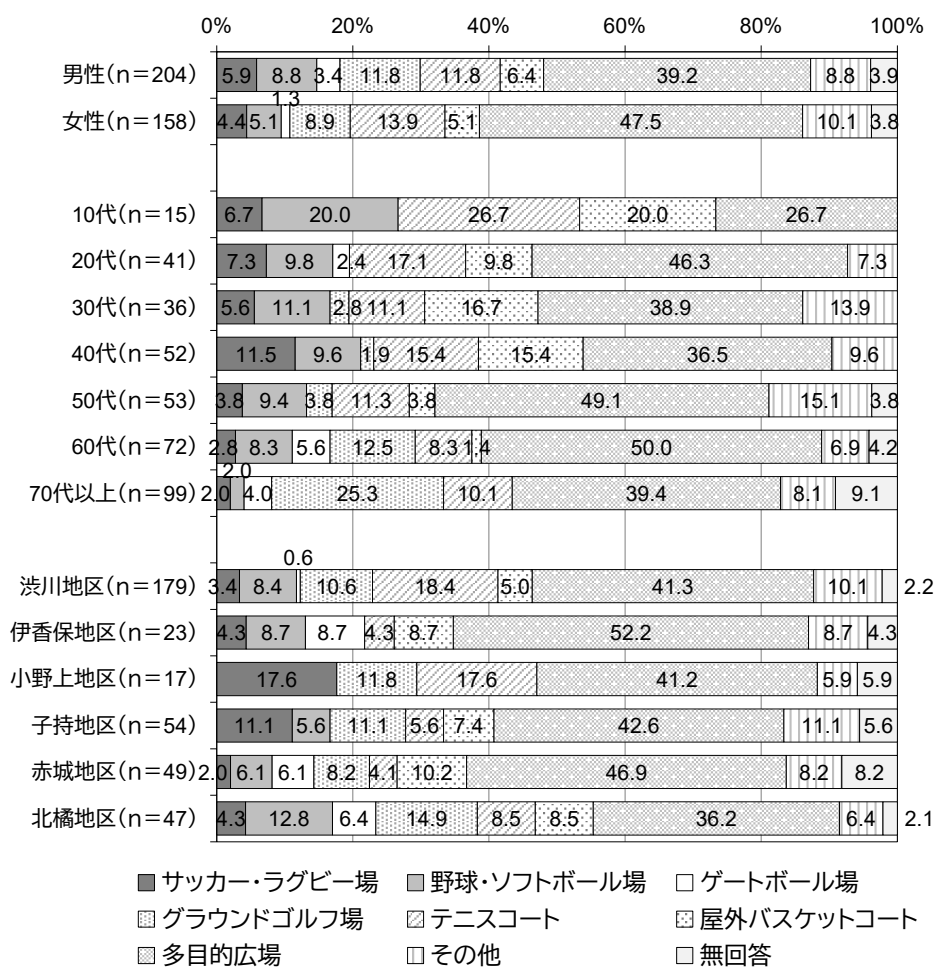 0% 20% 40% 60% 80% 100%
男性(n=204) 5.9 8.8 3.4 11.8 11.8 6.4 39.2 8.8 3.9
女性(n=158) 4.4 5.1 1.3 8.9 13.9 5.1 47.5 10.1 3.8
10代(n=15) 6.7 20.0 26.7 20.0 26.7
20代(n=41) 7.3 9.8 2.4 17.1 9.8 46.3 7.3
30代(n=36) 5.6 11.1 2.8 11.1 16.7 38.9 13.9
40代(n=52) 11.5 9.6 1.9 15.4 15.4 36.5 9.6
50代(n=53) 3.8 9.4 3.8 11.3 3.8 49.1 15.1 3.8
60代(n=72) 2.8 8.3 5.6 12.5 8.3 1.4 50.0 6.9 4.2
70代以上(n=99) 2.0 2.0 4.0 25.3 10.1 39.4 8.1 9.1
渋川地区(n=179) 3.4 8.4 0.6 10.6 18.4 5.0 41.3 10.1 2.2
伊香保地区(n=23) 4.3 8.7 8.7 4.3 8.7 52.2 8.7 4.3
小野上地区(n=17) 17.6 11.8 17.6 41.2 5.9 5.9
子持地区(n=54) 11.1 5.6 11.1 5.6 7.4 42.6 11.1 5.6
赤城地区(n=49) 2.0 6.1 6.1 8.2 4.1 10.2 46.9 8.2 8.2
北橘地区(n=47) 4.3 12.8 6.4 14.9 8.5 8.5 36.2 6.4 2.1
サッカー・ラグビー場 野球・ソフトボール場 ゲートボール場
グラウンドゴルフ場 テニスコート 屋外バスケットコート
多目的広場 その他 無回答